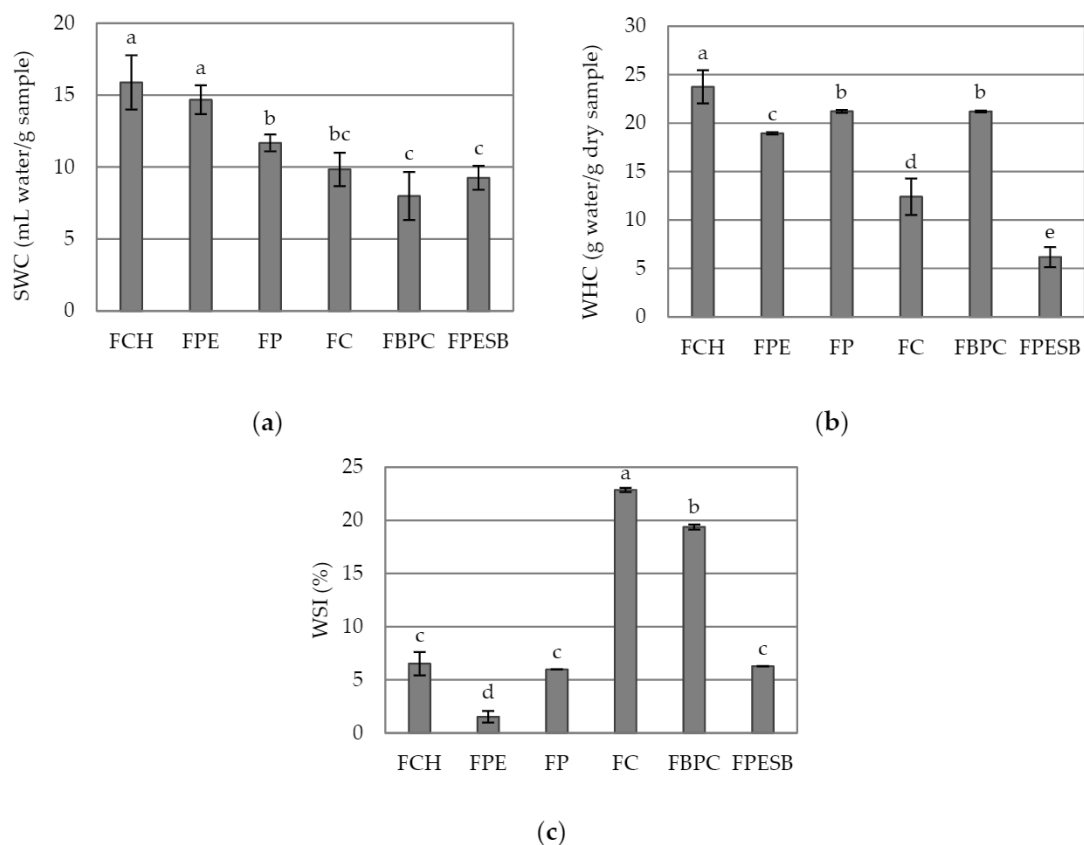 SWC (mL water/g sample)
20
15
10
5
0
a
a
b
bc
c
c
FCH FPE FP FC FBPC FPESB
(a)
WHC (g water/g dry sample)
30
25
20
15
10
5
0
a
c
b
d
b
e
FCH FPE FP FC FBPC FPESB
(b)
WSI (%)
25
20
15
10
5
0
c
d
c
a
b
c
FCH FPE FP FC FBPC FPESB
(c)